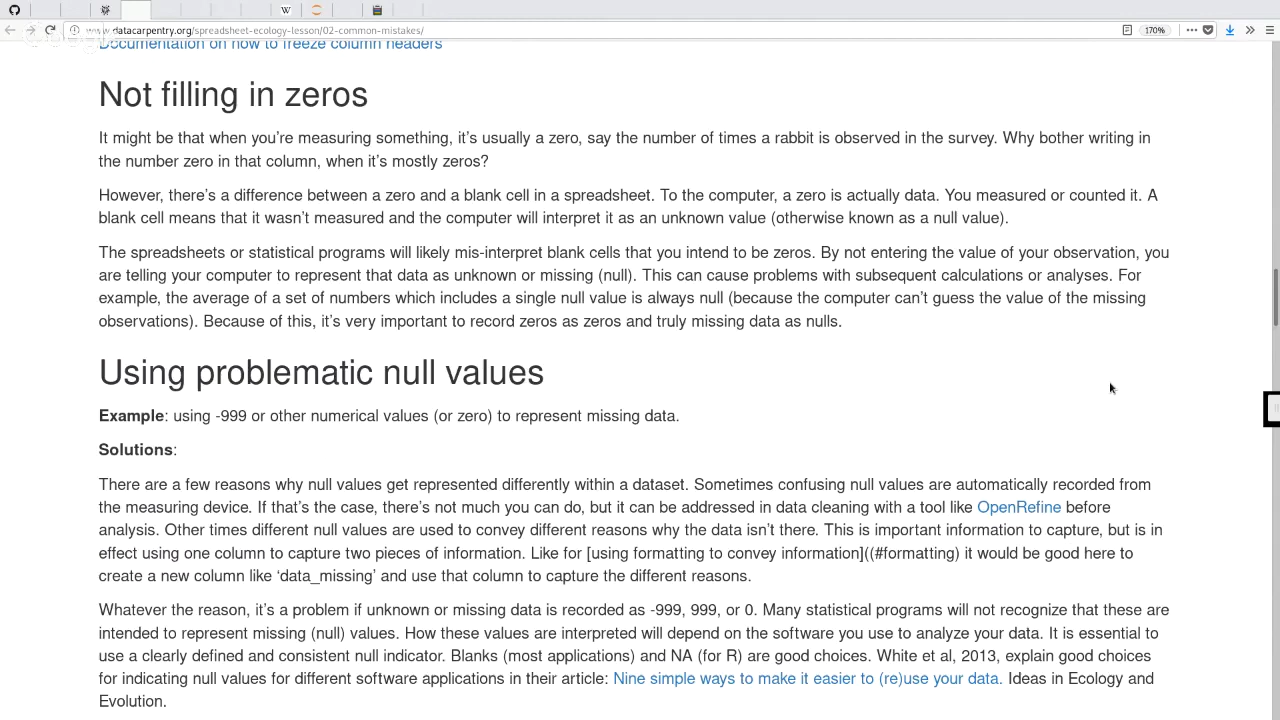 www.datacarpentry.org/spreadsheet-ecology-lesson/02-common-mistakes/
170%
Documentation on how to freeze column headers
Not filling in zeros
It might be that when you’re measuring something, it’s usually a zero, say the number of times a rabbit is observed in the survey. Why bother writing in
the number zero in that column, when it’s mostly zeros?
However, there’s a difference between a zero and a blank cell in a spreadsheet. To the computer, a zero is actually data. You measured or counted it. A
blank cell means that it wasn’t measured and the computer will interpret it as an unknown value (otherwise known as a null value).
The spreadsheets or statistical programs will likely mis-interpret blank cells that you intend to be zeros. By not entering the value of your observation, you
are telling your computer to represent that data as unknown or missing (null). This can cause problems with subsequent calculations or analyses. For
example, the average of a set of numbers which includes a single null value is always null (because the computer can’t guess the value of the missing
observations). Because of this, it’s very important to record zeros as zeros and truly missing data as nulls.
Using problematic null values
Example: using -999 or other numerical values (or zero) to represent missing data.
Solutions:
There are a few reasons why null values get represented differently within a dataset. Sometimes confusing null values are automatically recorded from
the measuring device. If that’s the case, there’s not much you can do, but it can be addressed in data cleaning with a tool like OpenRefine before
analysis. Other times different null values are used to convey different reasons why the data isn’t there. This is important information to capture, but is in
effect using one column to capture two pieces of information. Like for [using formatting to convey information]((#formatting) it would be good here to
create a new column like ‘data_missing’ and use that column to capture the different reasons.
Whatever the reason, it’s a problem if unknown or missing data is recorded as -999, 999, or 0. Many statistical programs will not recognize that these are
intended to represent missing (null) values. How these values are interpreted will depend on the software you use to analyze your data. It is essential to
use a clearly defined and consistent null indicator. Blanks (most applications) and NA (for R) are good choices. White et al, 2013, explain good choices
for indicating null values for different software applications in their article: Nine simple ways to make it easier to (re)use your data. Ideas in Ecology and
Evolution.